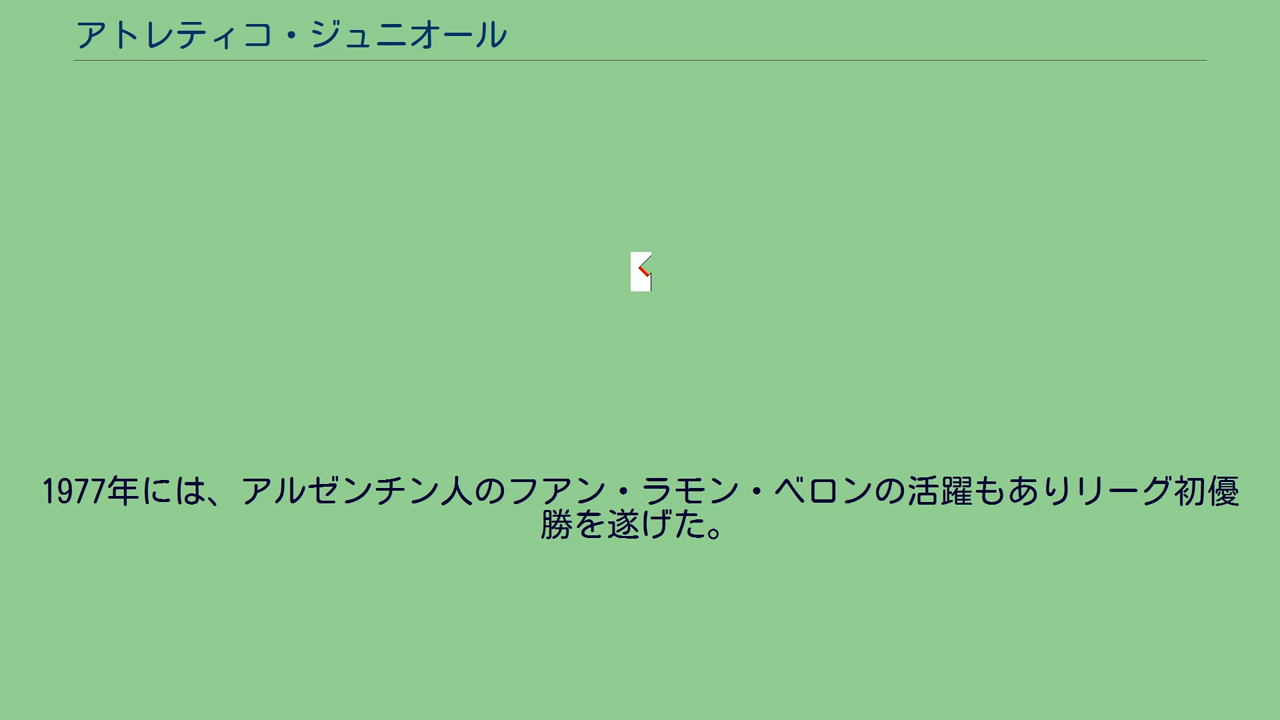 アトレティコ・ジュニオール
1977年には、アルゼンチン人のフアン・ラモン・ベロンの活躍もありリーグ初優
勝を遂げた。